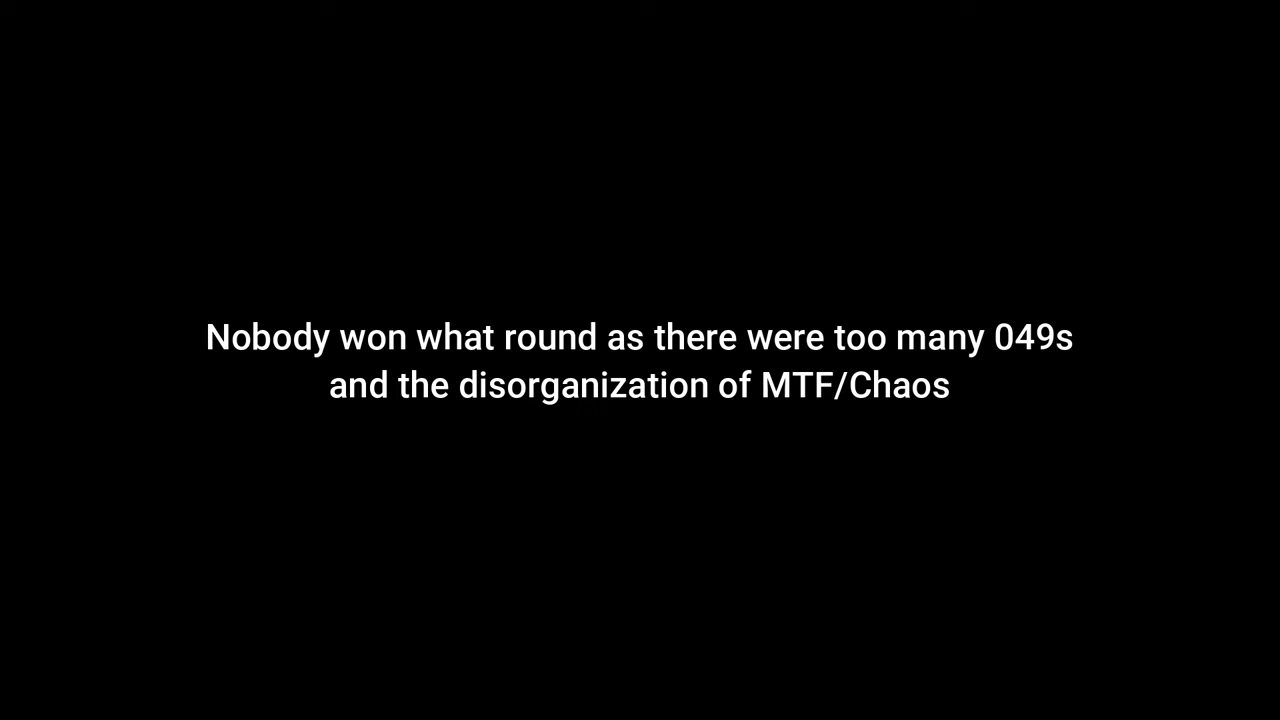 Nobody won what round as there were too many 049s
and the disorganization of MTF/Chaos